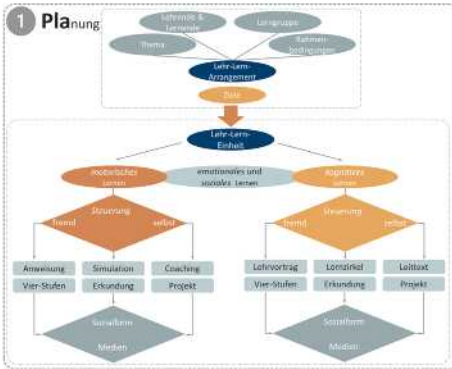 1 Planung
Lehrende &
Lernende
Lerngruppe
Thema
Rahmen-
bedingungen
Lehr-Lern-
Arrangement
Ziele
Lehr-Lern-
Einheit
motorisches
Lernen
emotionales und
soziales Lernen
kognitives
Lernen
Steuerung
fremd selbst
Steuerung
fremd selbst
Anweisung Simulation Coaching
Vier-Stufen Erkundung Projekt
Lehrvortrag Lernzirkel Leittext
Vier-Stufen Erkundung Projekt
Sozialform
Medien
Sozialform
Medien